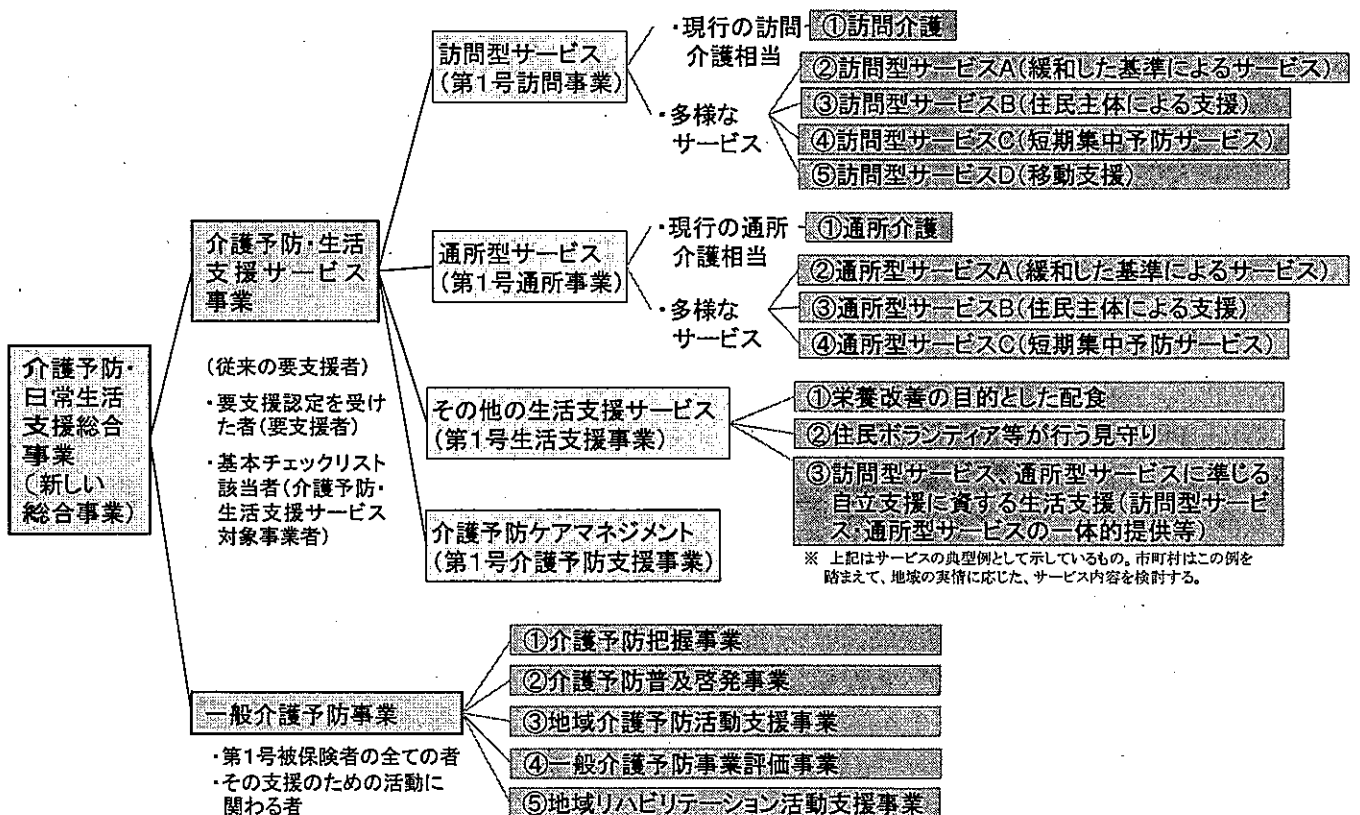 介護予防・
日常生活
支援総合
事業
（新しい
総合事業）
介護予防・生活
支援サービス
事業
（従来の要支援者）
・要支援認定を受け
た者（要支援者）
・基本チェックリスト
該当者（介護予防・
生活支援サービス
対象事業者）
訪問型サービス
（第1号訪問事業）
・現行の訪問
介護相当
①訪問介護
・多様な
サービス
②訪問型サービスA（緩和した基準によるサービス）
③訪問型サービスB（住民主体による支援）
④訪問型サービスC（短期集中予防サービス）
⑤訪問型サービスD（移動支援）
通所型サービス
（第1号通所事業）
・現行の通所
介護相当
①通所介護
・多様な
サービス
②通所型サービスA（緩和した基準によるサービス）
③通所型サービスB（住民主体による支援）
④通所型サービスC（短期集中予防サービス）
その他の生活支援サービス
（第1号生活支援事業）
①栄養改善の目的とした配食
②住民ボランティア等が行う見守り
③訪問型サービス、通所型サービスに準じる
自立支援に資する生活支援（訪問型サービ
ス・通所型サービスの一体的提供等）
※　上記はサービスの典型例として示しているもの。市町村はこの例を
踏まえて、地域の実情に応じた、サービス内容を検討する。
介護予防ケアマネジメント
（第1号介護予防支援事業）
一般介護予防事業
・第1号被保険者の全ての者
・その支援のための活動に
関わる者
①介護予防把握事業
②介護予防普及啓発事業
③地域介護予防活動支援事業
④一般介護予防事業評価事業
⑤地域リハビリテーション活動支援事業